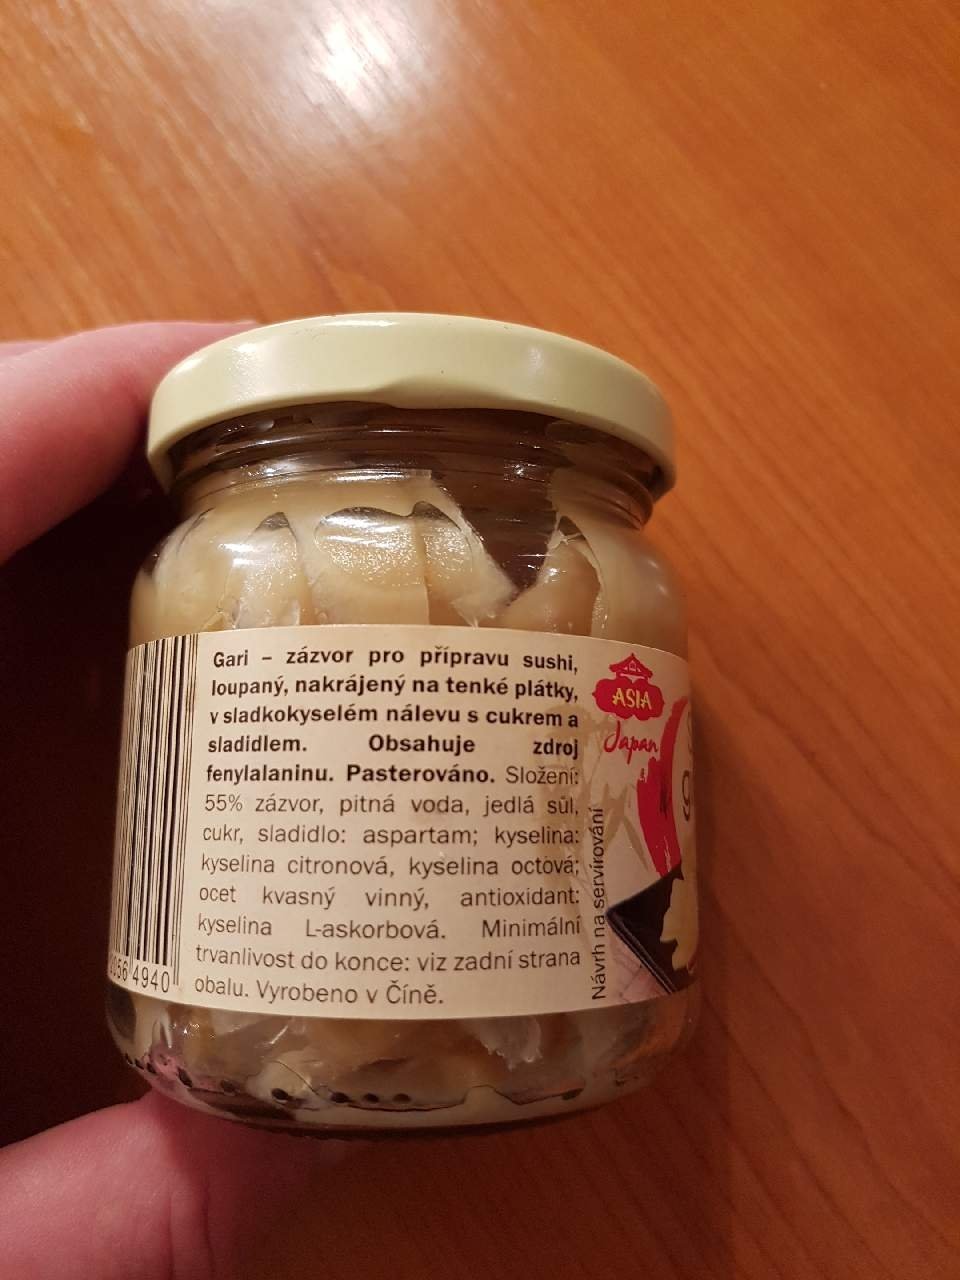 Gari – zázvor pro přípravu sushi,
loupaný, nakrájený na tenké plátky,
v sladkokyselém nálevu s cukrem a
sladidlem. Obsahuje zdroj
fenylalaninu. Pasterováno. Složení:
55% zázvor, pitná voda, jedlá sůl,
cukr, sladidlo: aspartam; kyselina:
kyselina citronová, kyselina octová;
ocet kvasný vinný, antioxidant:
kyselina L-askorbová. Minimální
trvanlivost do konce: viz zadní strana
obalu. Vyrobeno v Číně.
4940
ASIA
Japan
Návrh na servírování